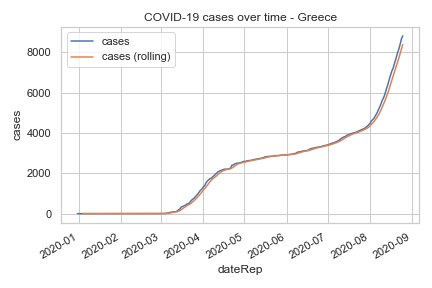 COVID-19 cases over time - Greece
cases
cases (rolling)
8000
6000
4000
2000
0
cases
2020-01
2020-02
2020-03
2020-04
2020-05
2020-06
2020-07
2020-08
2020-09
dateRep